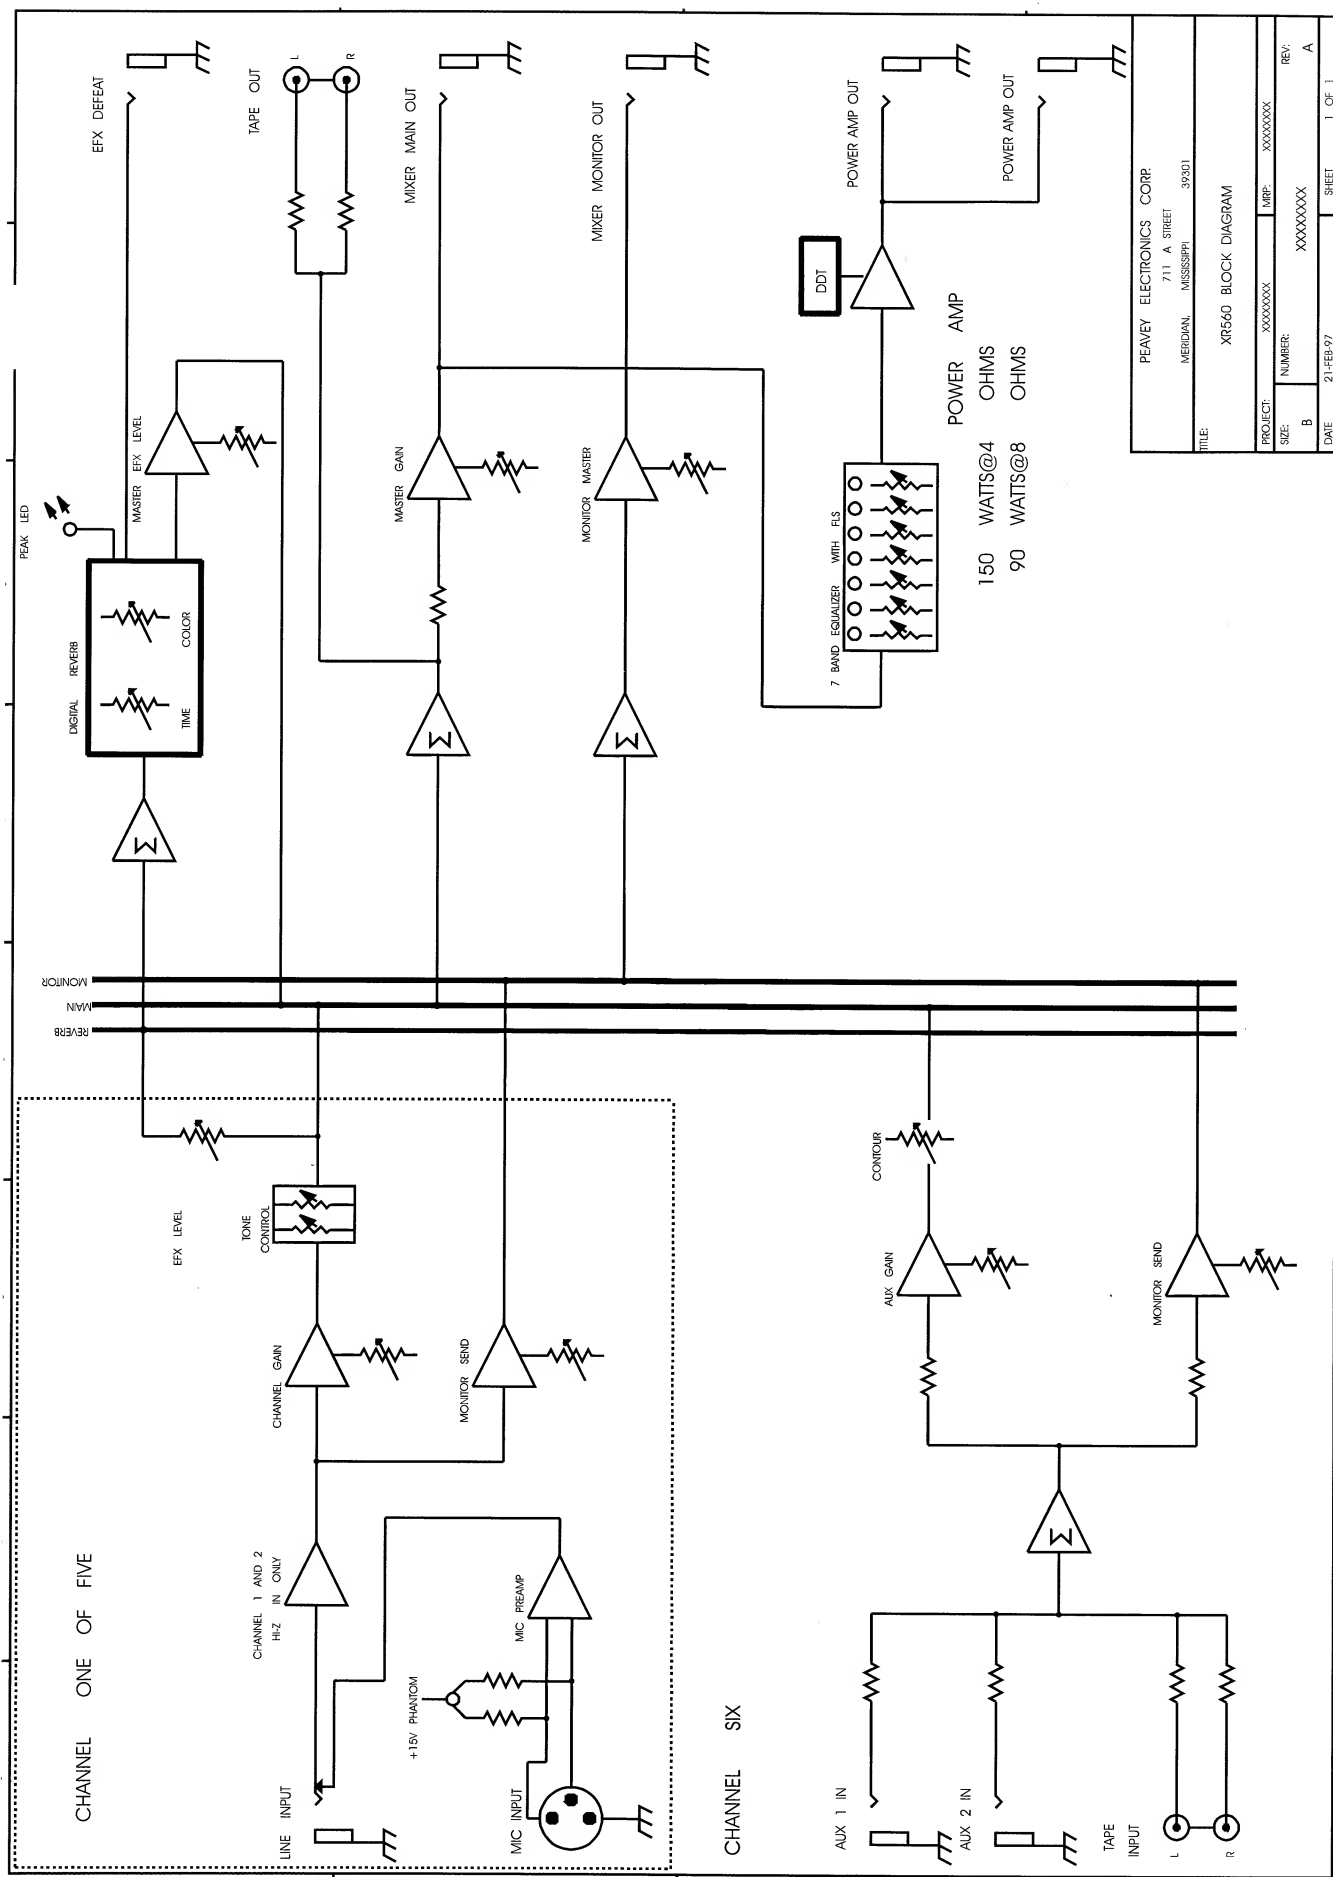 CHANNEL ONE OF FIVE
LINE INPUT
CHANNEL 1 AND 2
HI-Z IN ONLY
CHANNEL GAIN
TONE
CONTROL
EFX LEVEL
MIC INPUT
+15V PHANTOM
MIC PREAMP
MONITOR SEND
CHANNEL SIX
AUX 1 IN
AUX 2 IN
TAPE
INPUT
L
R
Σ
AUX GAIN
CONTOUR
MONITOR SEND
REVERB
MAIN
MONITOR
Σ
DIGITAL REVERB
TIME
COLOR
PEAK LED
MASTER EFX LEVEL
EFX DEFEAT
TAPE OUT
L
R
Σ
MASTER GAIN
MIXER MAIN OUT
Σ
MONITOR MASTER
MIXER MONITOR OUT
7 BAND EQUALIZER WITH FLS
DDT
POWER AMP OUT
POWER AMP OUT
POWER AMP
150 WATTS@4 OHMS
90 WATTS@8 OHMS
PEAVEY ELECTRONICS CORP.
711 A STREET
MERIDIAN, MISSISSIPPI 39301
TITLE:
XR560 BLOCK DIAGRAM
PROJECT: XXXXXXXX MRP: XXXXXXXX
SIZE: NUMBER: REV:
B XXXXXXXX A
DATE 21-FEB-97 SHEET 1 OF 1